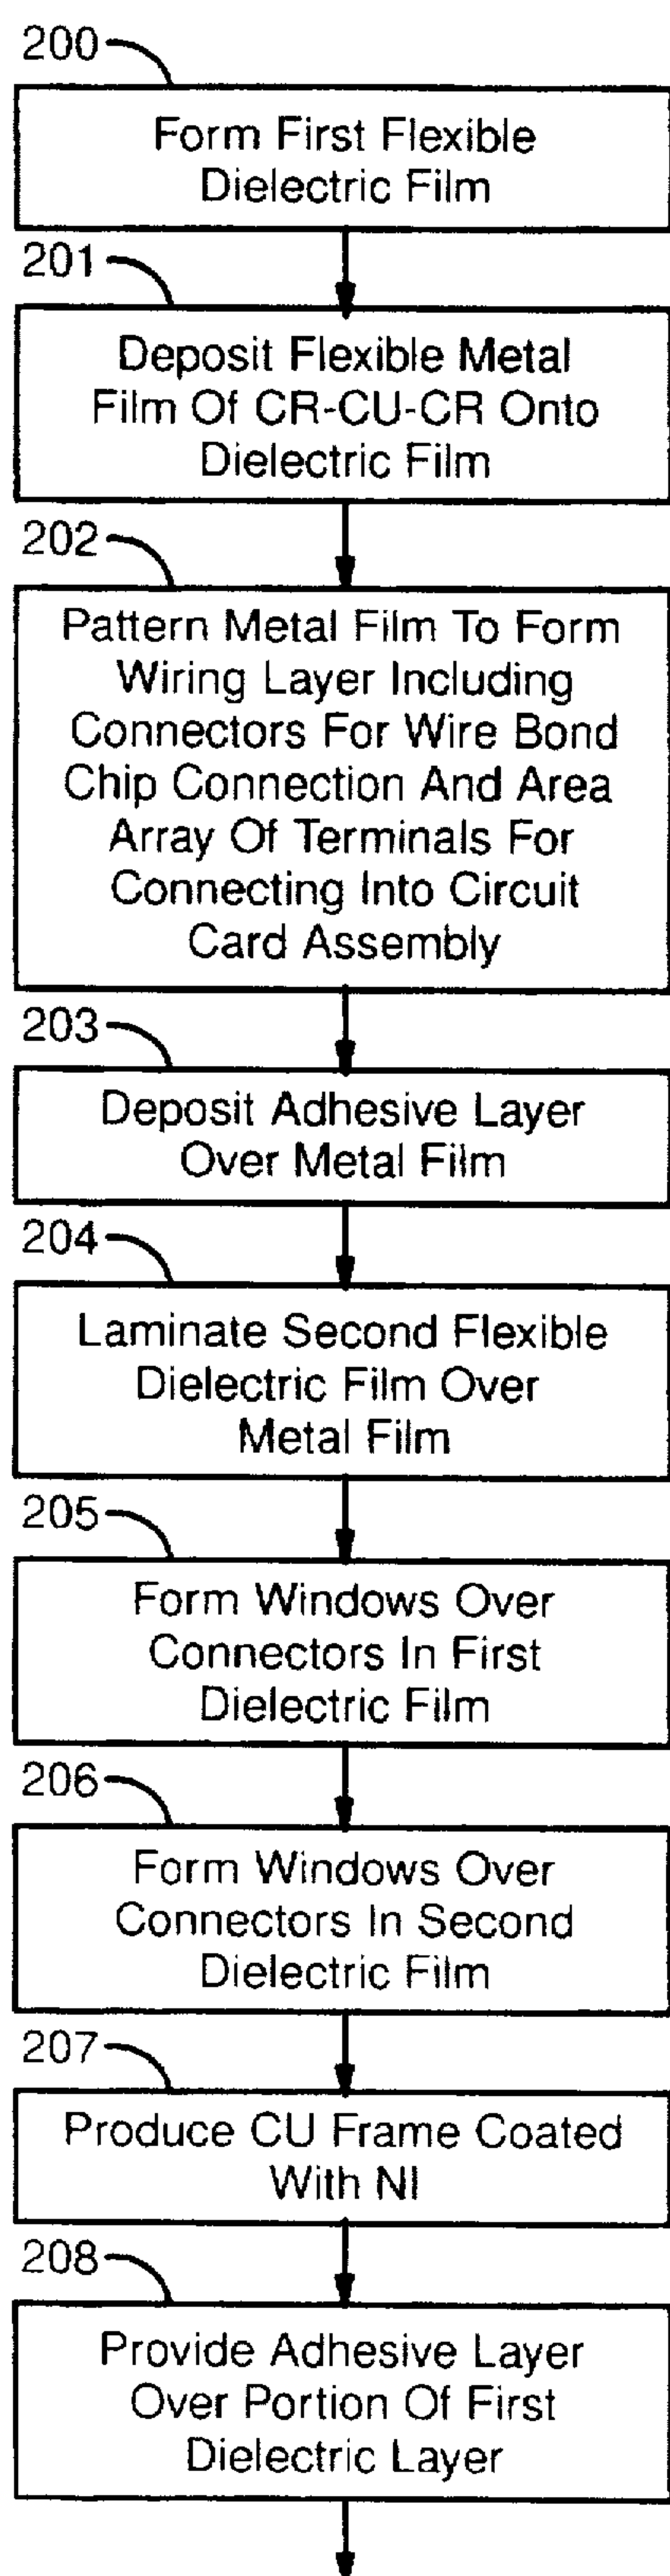 200
Form First Flexible
Dielectric Film
201
Deposit Flexible Metal
Film Of CR-CU-CR Onto
Dielectric Film
202
Pattern Metal Film To Form
Wiring Layer Including
Connectors For Wire Bond
Chip Connection And Area
Array Of Terminals For
Connecting Into Circuit
Card Assembly
203
Deposit Adhesive Layer
Over Metal Film
204
Laminate Second Flexible
Dielectric Film Over
Metal Film
205
Form Windows Over
Connectors In First
Dielectric Film
206
Form Windows Over
Connectors In Second
Dielectric Film
207
Produce CU Frame Coated
With NI
208
Provide Adhesive Layer
Over Portion Of First
Dielectric Layer